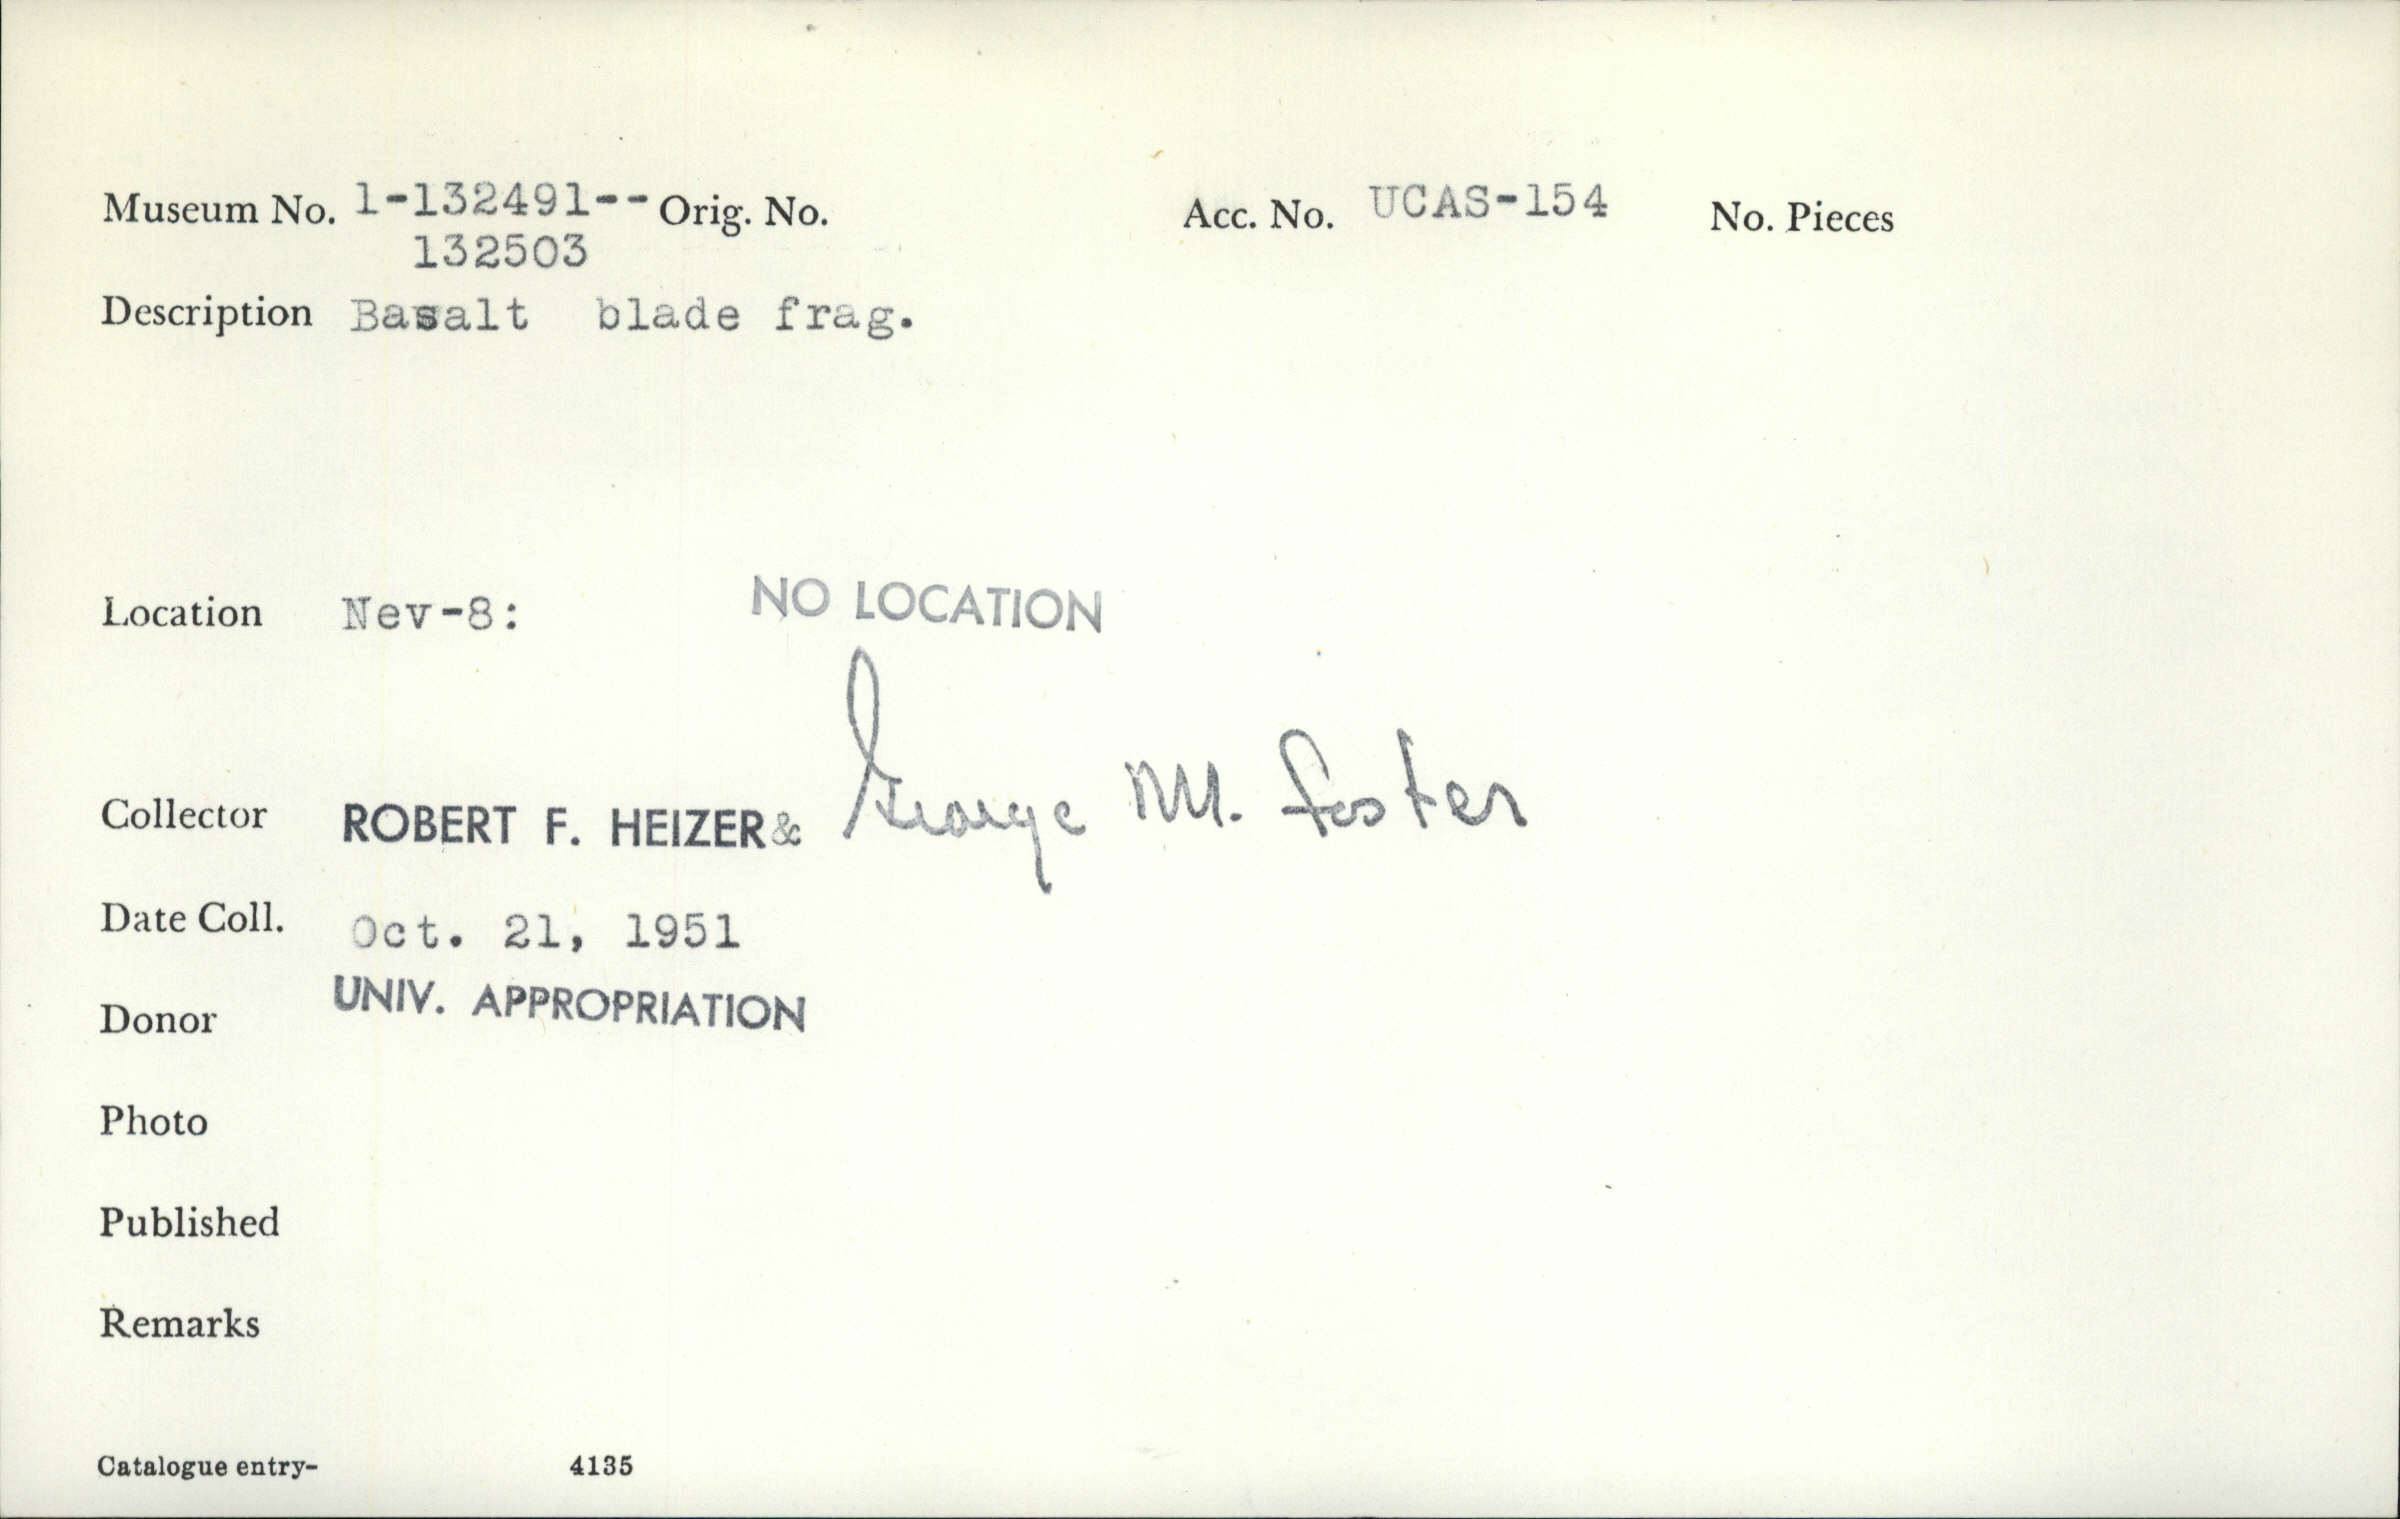 Museum No. 1-132491-- Orig. No. Acc. No. UCAS-154 No. Pieces
132503
Description Basalt blade frag.
Location Nev-8: NO LOCATION
Collector ROBERT F. HEIZER & George M. Foster
Date Coll. Oct. 21, 1951
Donor UNIV. APPROPRIATION
Photo
Published
Remarks
Catalogue entry- 4135